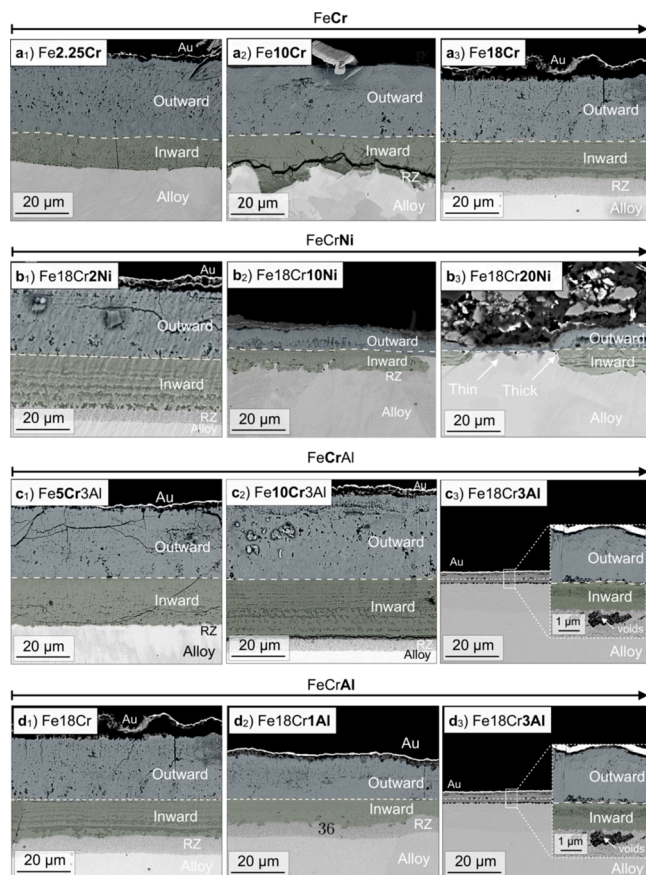 FeCr
a₁) Fe2.25Cr
Au
Outward
Inward
Alloy
20 µm
a₂) Fe10Cr
Outward
Inward
RZ
Alloy
20 µm
a₃) Fe18Cr
Au
Outward
Inward
RZ
Alloy
20 µm
FeCrNi
b₁) Fe18Cr2Ni
Au
Outward
Inward
RZ
Alloy
20 µm
b₂) Fe18Cr10Ni
Outward
Inward
RZ
Alloy
20 µm
b₃) Fe18Cr20Ni
Outward
Inward
Thin
Thick
Alloy
20 µm
FeCrAl
c₁) Fe5Cr3Al
Au
Outward
Inward
RZ
Alloy
20 µm
c₂) Fe10Cr3Al
Au
Outward
Inward
RZ
Alloy
20 µm
c₃) Fe18Cr3Al
Au
Outward
Inward
1 µm
voids
Alloy
20 µm
FeCrAl
d₁) Fe18Cr
Au
Outward
Inward
RZ
Alloy
20 µm
d₂) Fe18Cr1Al
Au
Outward
Inward
36
RZ
Alloy
20 µm
d₃) Fe18Cr3Al
Au
Outward
Inward
1 µm
voids
Alloy
20 µm